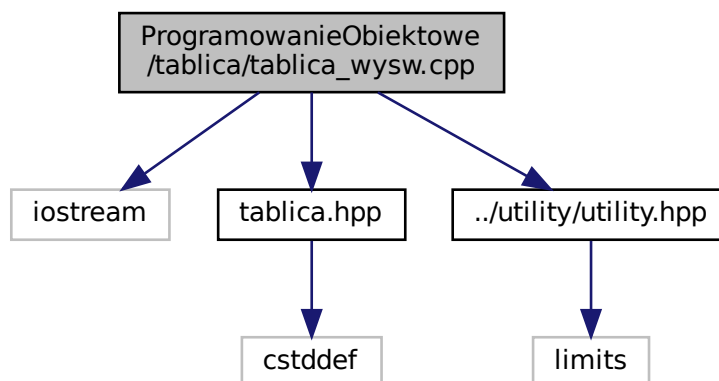 ProgramowanieObiektowe
/tablica/tablica_wysw.cpp
iostream
tablica.hpp
../utility/utility.hpp
cstddef
limits